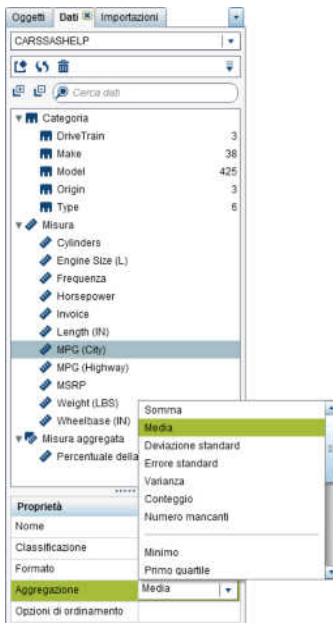 Oggetti Dati Importazioni
CARSSASHELP
Cerca dati
Categoria
DriveTrain 3
Make 38
Model 425
Origin 3
Type 6
Misura
Cylinders
Engine Size (L)
Frequenza
Horsepower
Invoice
Length (IN)
MPG (City)
MPG (Highway)
MSRP
Weight (LBS)
Wheelbase (IN)
Misura aggregata
Percentuale della
Somma
Media
Deviazione standard
Errore standard
Varianza
Conteggio
Numero mancanti
Minimo
Primo quartile
Proprietà
Nome
Classificazione
Formato
Aggregazione Media
Opzioni di ordinamento